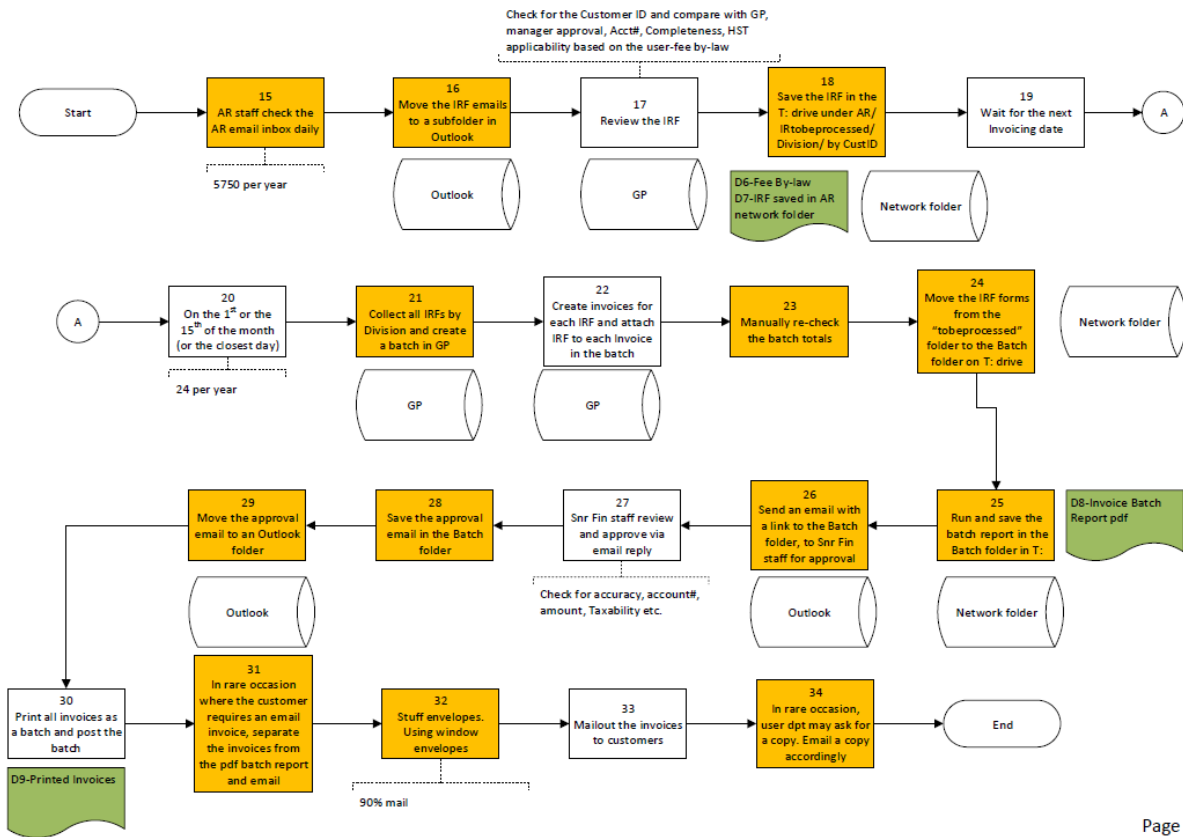 Check for the Customer ID and compare with GP,
manager approval, Acct#, Completeness, HST
applicability based on the user-fee by-law
Start
15
AR staff check the
AR email inbox daily
5750 per year
16
Move the IRF emails
to a subfolder in
Outlook
Outlook
17
Review the IRF
GP
18
Save the IRF in the
T: drive under AR/
IRtobeprocessed/
Division/ by CustID
D6-Fee By-law
D7-IRF saved in AR
network folder
Network folder
19
Wait for the next
Invoicing date
A
A
20
On the 1st or the
15th of the month
(or the closest day)
24 per year
21
Collect all IRFs by
Division and create
a batch in GP
GP
22
Create invoices for
each IRF and attach
IRF to each Invoice
in the batch
GP
23
Manually re-check
the batch totals
24
Move the IRF forms
from the
"tobeprocessed"
folder to the Batch
folder on T: drive
Network folder
29
Move the approval
email to an Outlook
folder
Outlook
28
Save the approval
email in the Batch
folder
27
Snr Fin staff review
and approve via
email reply
Check for accuracy, account#,
amount, Taxability etc.
26
Send an email with
a link to the Batch
folder, to Snr Fin
staff for approval
Outlook
25
Run and save the
batch report in the
Batch folder in T:
Network folder
D8-Invoice Batch
Report pdf
30
Print all invoices as
a batch and post the
batch
D9-Printed Invoices
31
In rare occasion
where the customer
requires an email
invoice, separate
the invoices from
the pdf batch report
and email
32
Stuff envelopes.
Using window
envelopes
90% mail
33
Mailout the invoices
to customers
34
In rare occasion,
user dpt may ask for
a copy. Email a copy
accordingly
End
Page